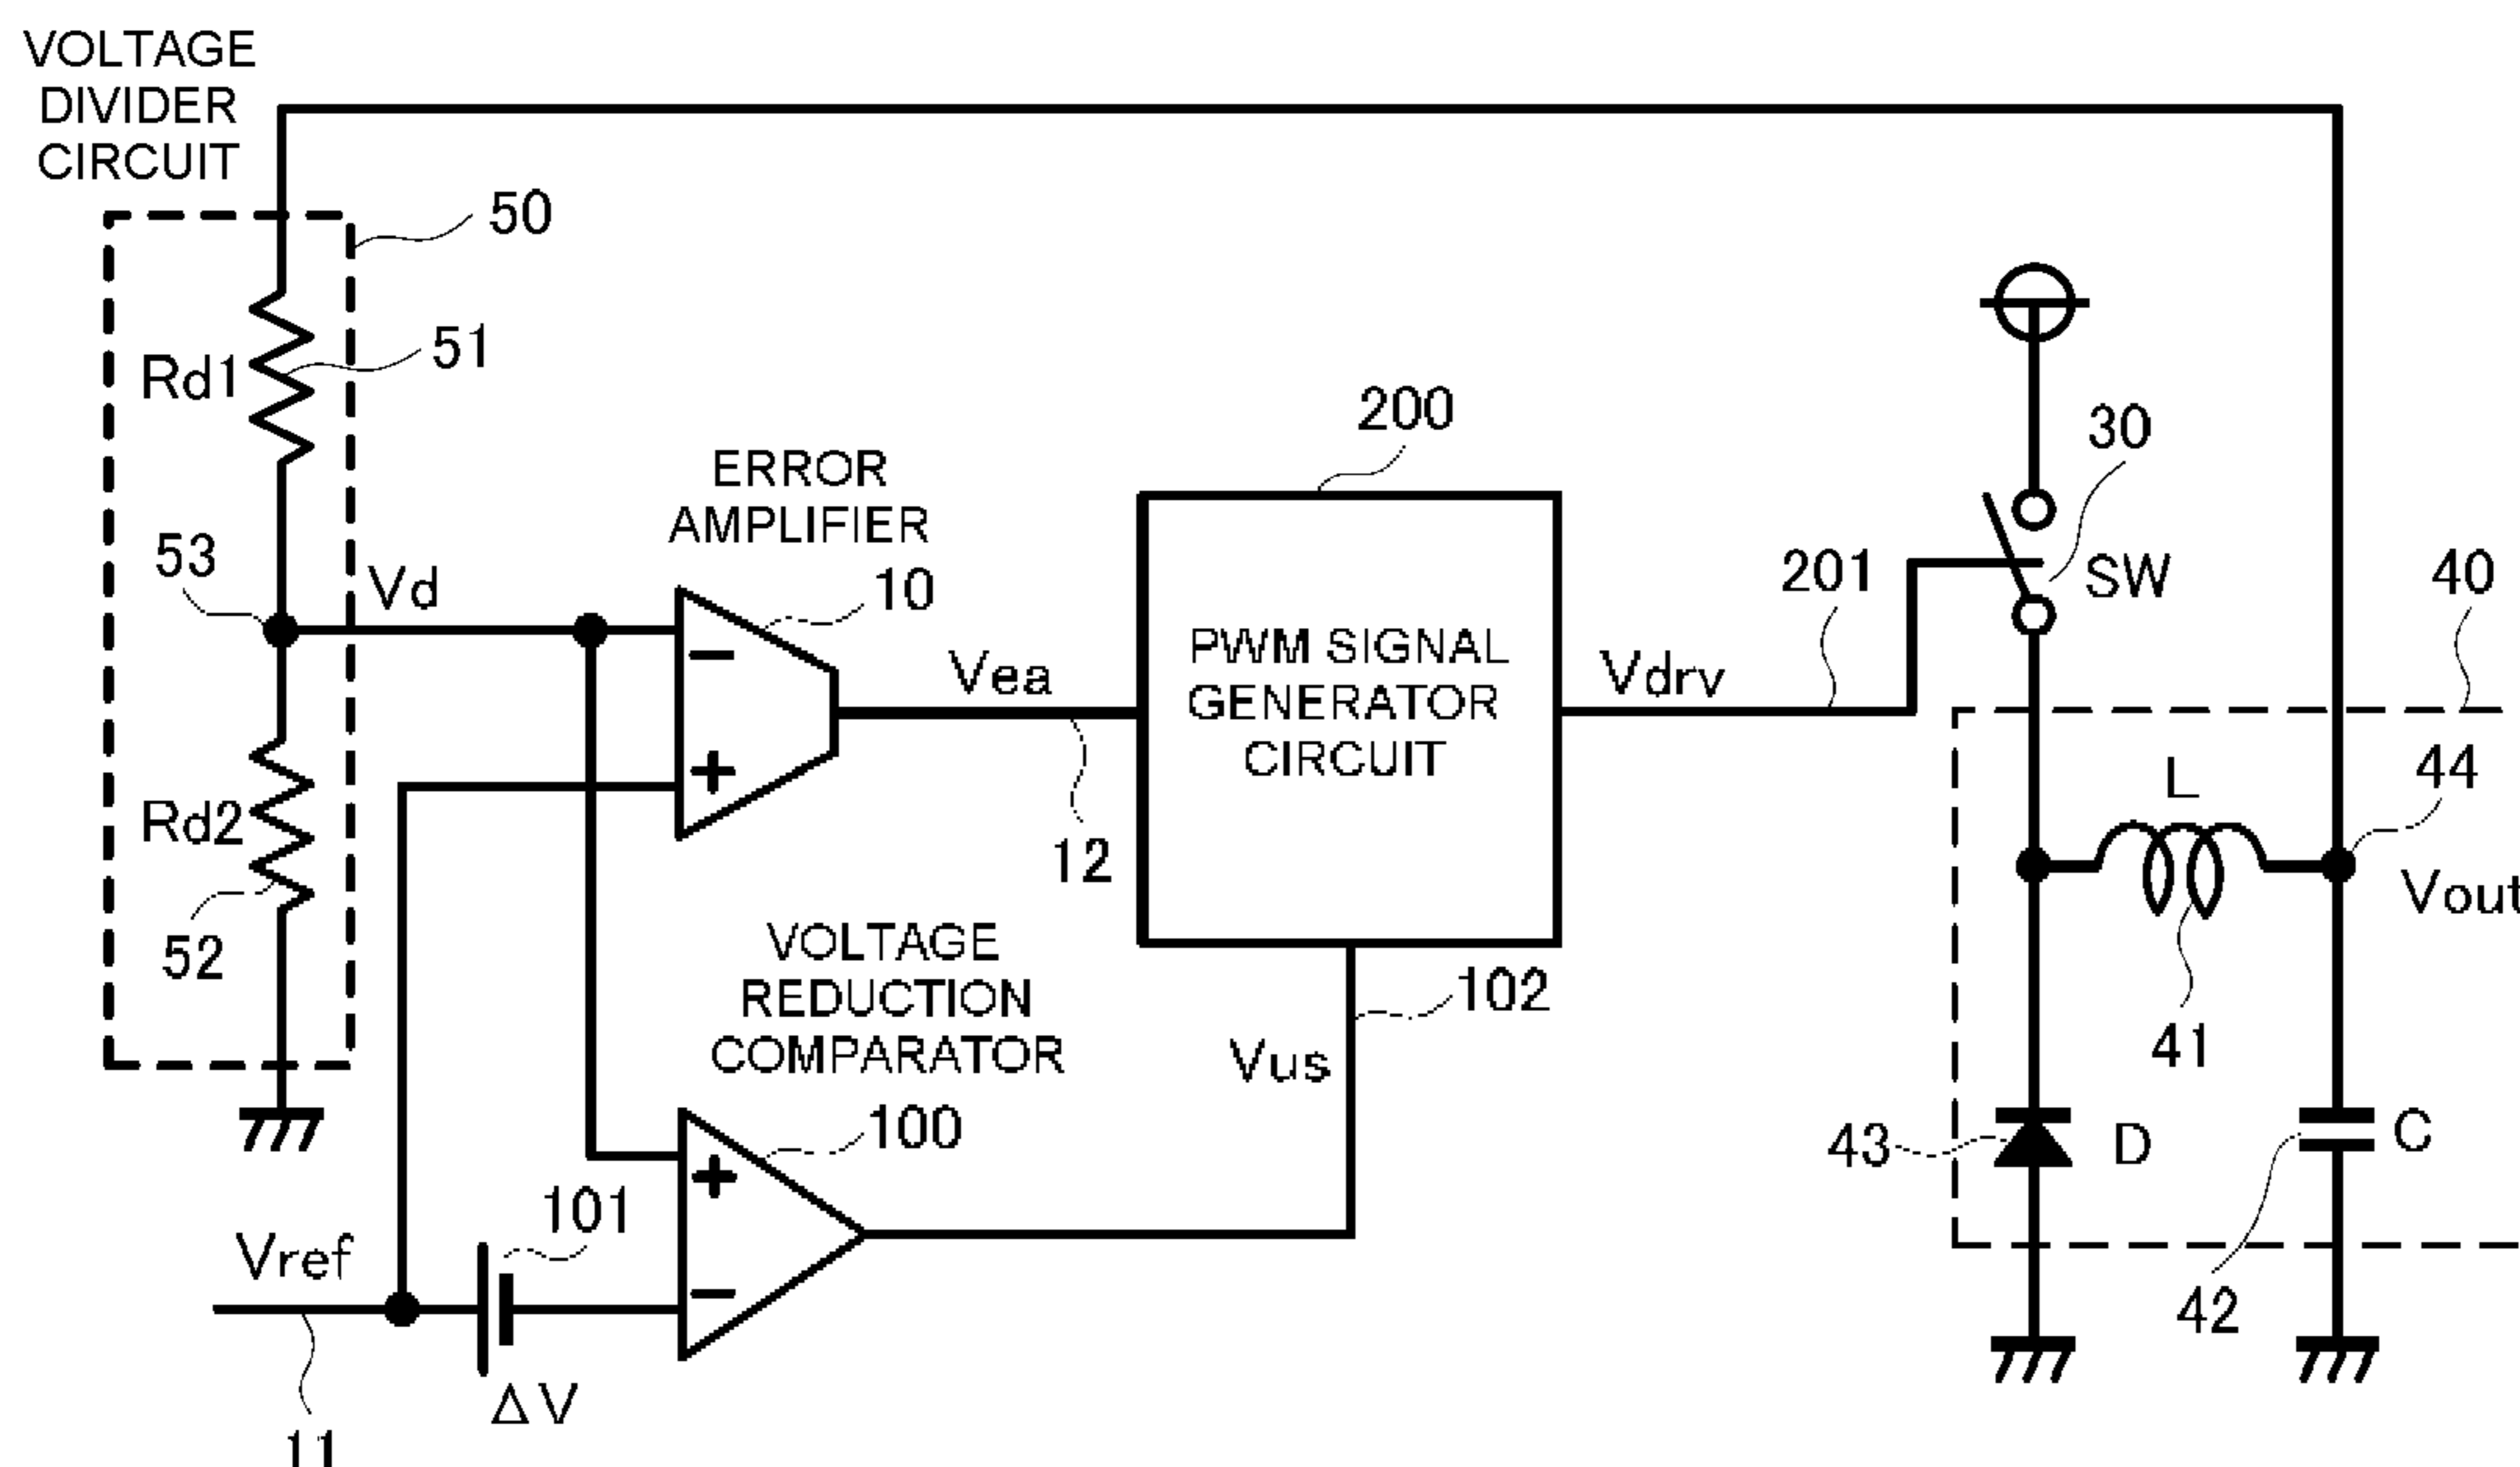 VOLTAGE
DIVIDER
CIRCUIT
50
Rd1
51
53
Vd
Rd2
52
ERROR
AMPLIFIER
10
Vea
12
200
PWM SIGNAL
GENERATOR
CIRCUIT
201
Vdrv
30
SW
40
L
44
Vout
41
43
D
C
42
VOLTAGE
REDUCTION
COMPARATOR
100
Vus
102
101
Vref
ΔV
11
−
+
+
−